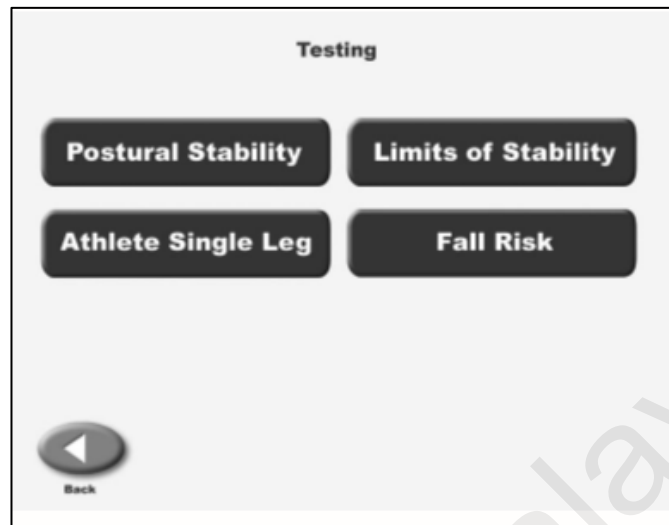 Testing
Postural Stability
Limits of Stability
Athlete Single Leg
Fall Risk
Back